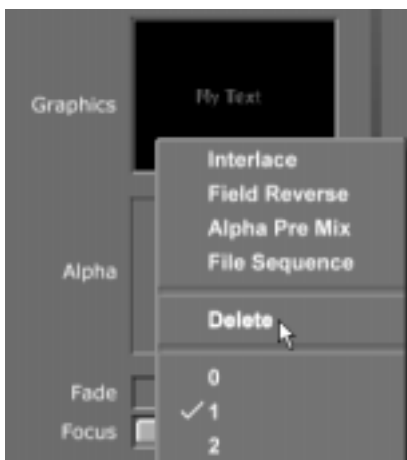 Graphics
My Text
Interlace
Field Reverse
Alpha Pre Mix
File Sequence
Alpha
Delete
Fade
0
1
Focus
2